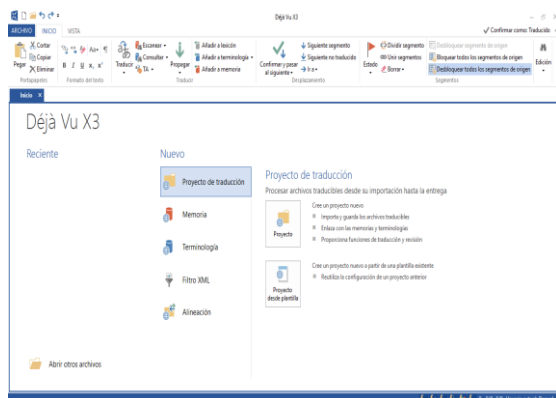 Déjà Vu X3
ARCHIVO INICIO VISTA
Confirmar como: Traducido
Pegar
Cortar
Copiar
Eliminar
Portapapeles
B I U x, x²
Formato del texto
Traducir
Escanear
Consultar
TA
Propagar
Añadir a lexicón
Añadir a terminología
Añadir a memoria
Traducir
Confirmar y pasar
al siguiente
Siguiente segmento
Siguiente no traducido
Ir a
Desplazamiento
Estado
Dividir segmento
Unir segmentos
Borrar
Desbloquear segmento de origen
Bloquear todos los segmentos de origen
Desbloquear todos los segmentos de origen
Segmentos
Edición
Inicio
Déjà Vu X3
Reciente
Nuevo
Proyecto de traducción
Memoria
Terminología
Filtro XML
Alineación
Abrir otros archivos
Proyecto de traducción
Procesar archivos traducibles desde su importación hasta la entrega
Proyecto
Cree un proyecto nuevo
Importe y guarda los archivos traducibles
Enlaza con las memorias y terminologías
Proporciona funciones de traducción y revisión
Proyecto
desde plantilla
Cree un proyecto nuevo a partir de una plantilla existente
Reutiliza la configuración de un proyecto anterior